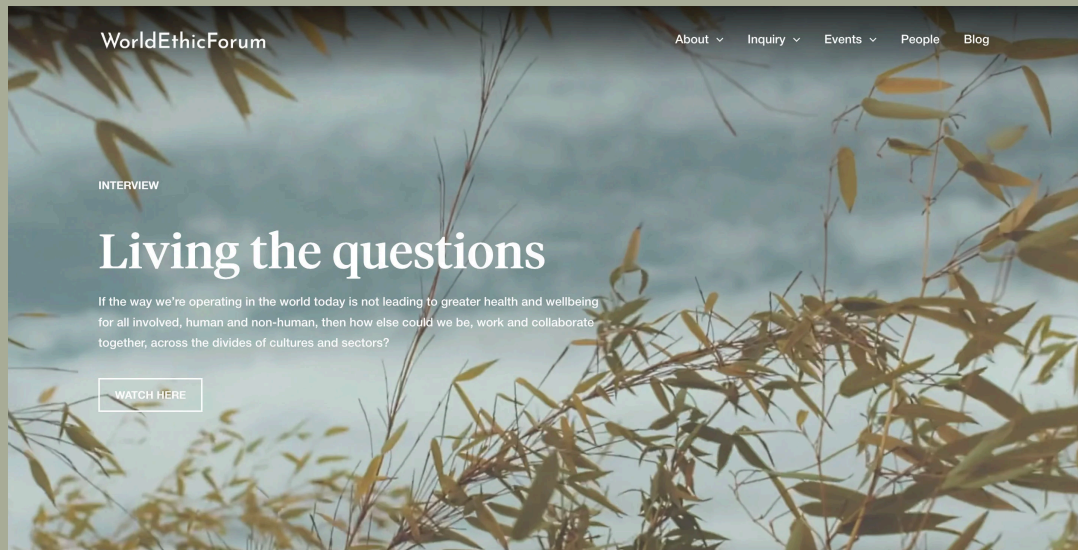 WorldEthicForum
About
Inquiry
Events
People
Blog
INTERVIEW
Living the questions
If the way we're operating in the world today is not leading to greater health and wellbeing
for all involved, human and non-human, then how else could we be, work and collaborate
together, across the divides of cultures and sectors?
WATCH HERE